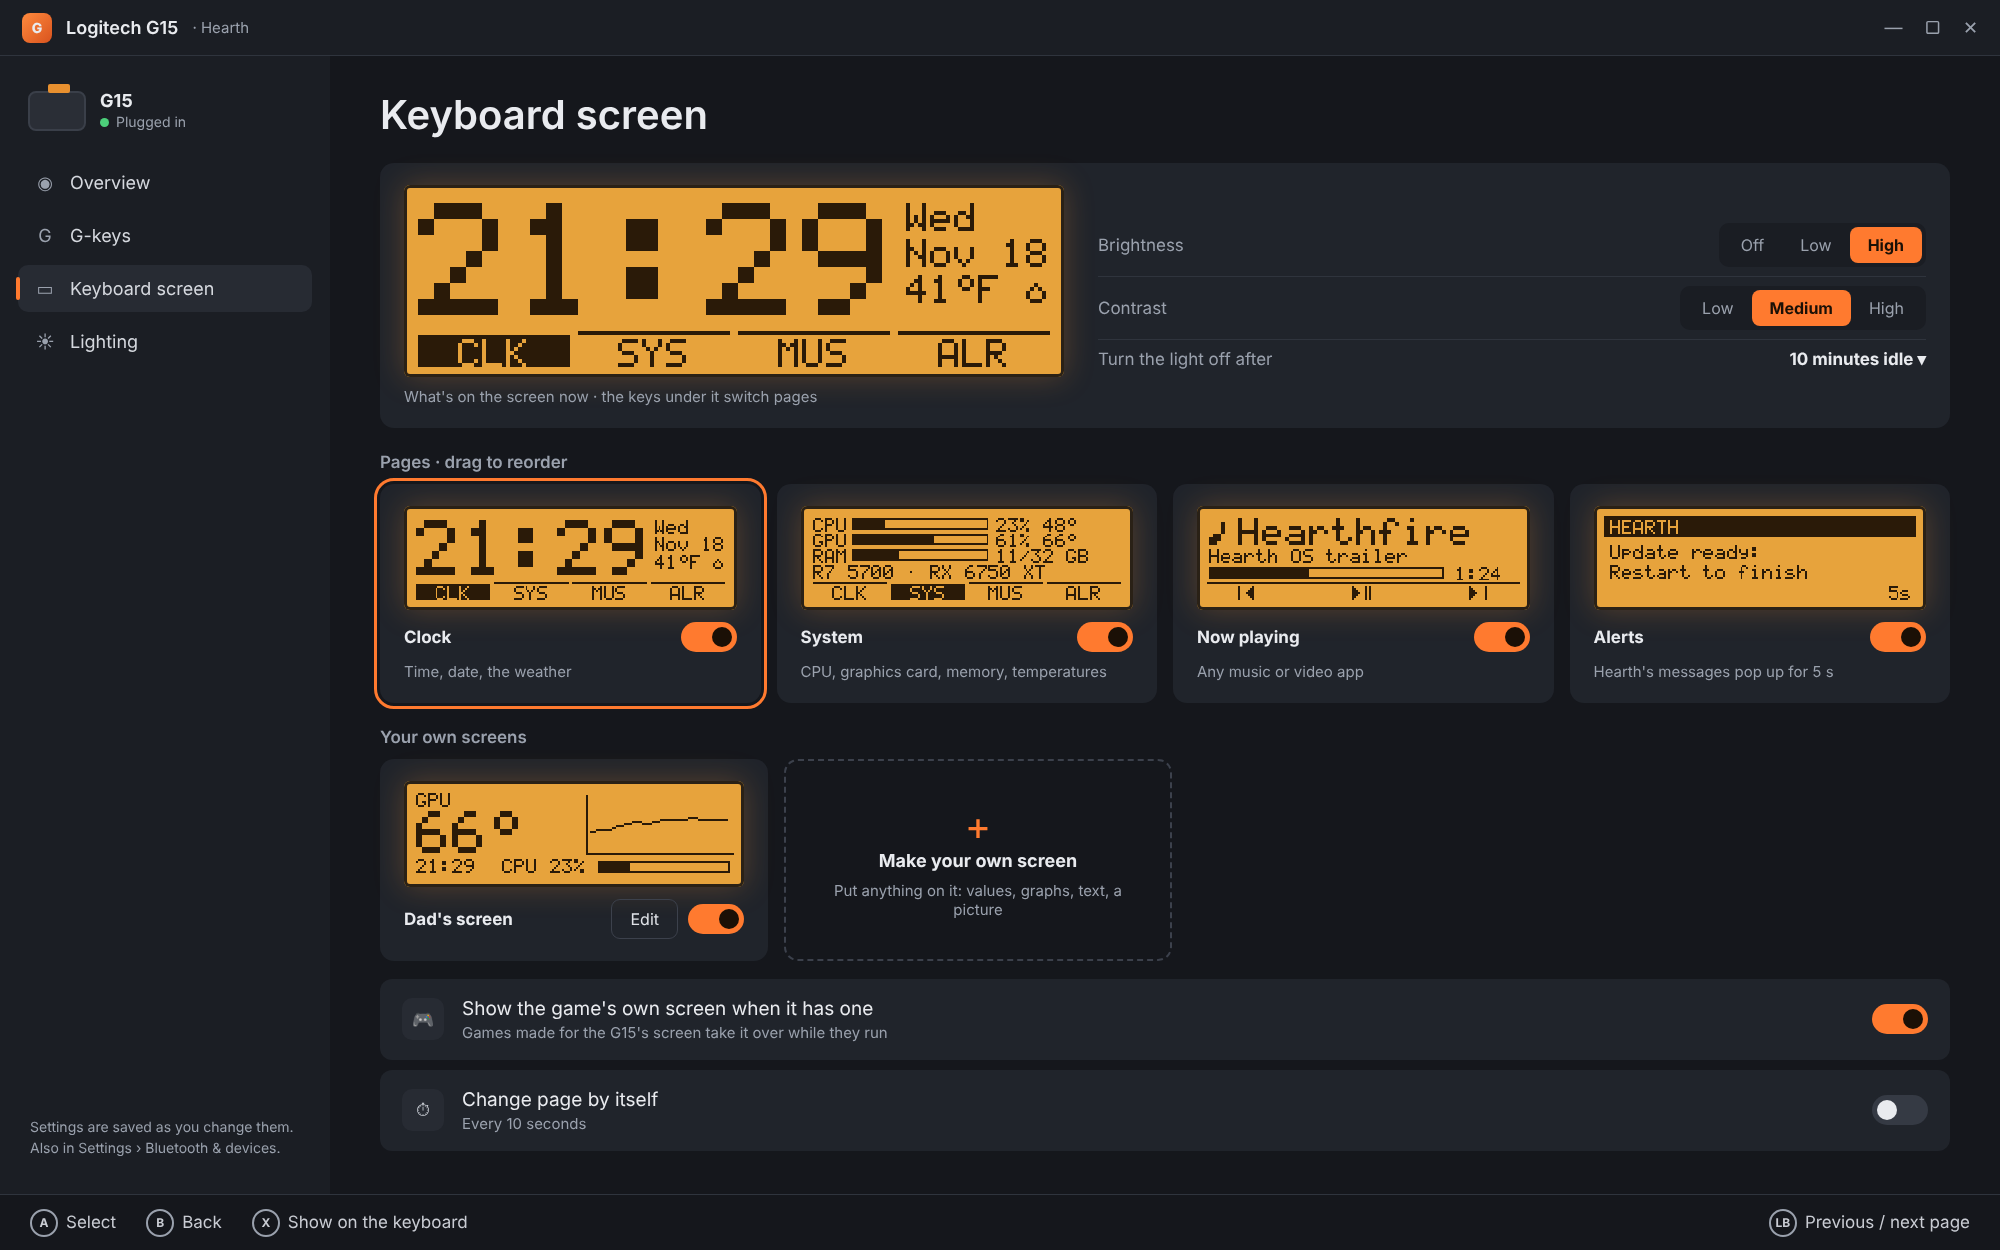 G Logitech G15 · Hearth
G15
Plugged in
Overview
G G-keys
Keyboard screen
Lighting
Settings are saved as you change them.
Also in Settings › Bluetooth & devices.
Keyboard screen
21:29
Wed
Nov 18
41°F
CLK SYS MUS ALR
What's on the screen now · the keys under it switch pages
Brightness Off Low High
Contrast Low Medium High
Turn the light off after 10 minutes idle ▾
Pages · drag to reorder
21:29
Wed
Nov 18
41°F
CLK SYS MUS ALR
Clock
Time, date, the weather
CPU 23% 48°
GPU 61% 66°
RAM 11/32 GB
R7 5700 · RX 6750 XT
CLK SYS MUS ALR
System
CPU, graphics card, memory, temperatures
♪ Hearthfire
Hearth OS trailer
1:24
Now playing
Any music or video app
HEARTH
Update ready:
Restart to finish
5s
Alerts
Hearth's messages pop up for 5 s
Your own screens
GPU
66°
21:29 CPU 23%
Dad's screen Edit
+
Make your own screen
Put anything on it: values, graphs, text, a
picture
Show the game's own screen when it has one
Games made for the G15's screen take it over while they run
Change page by itself
Every 10 seconds
A Select B Back X Show on the keyboard LB Previous / next page